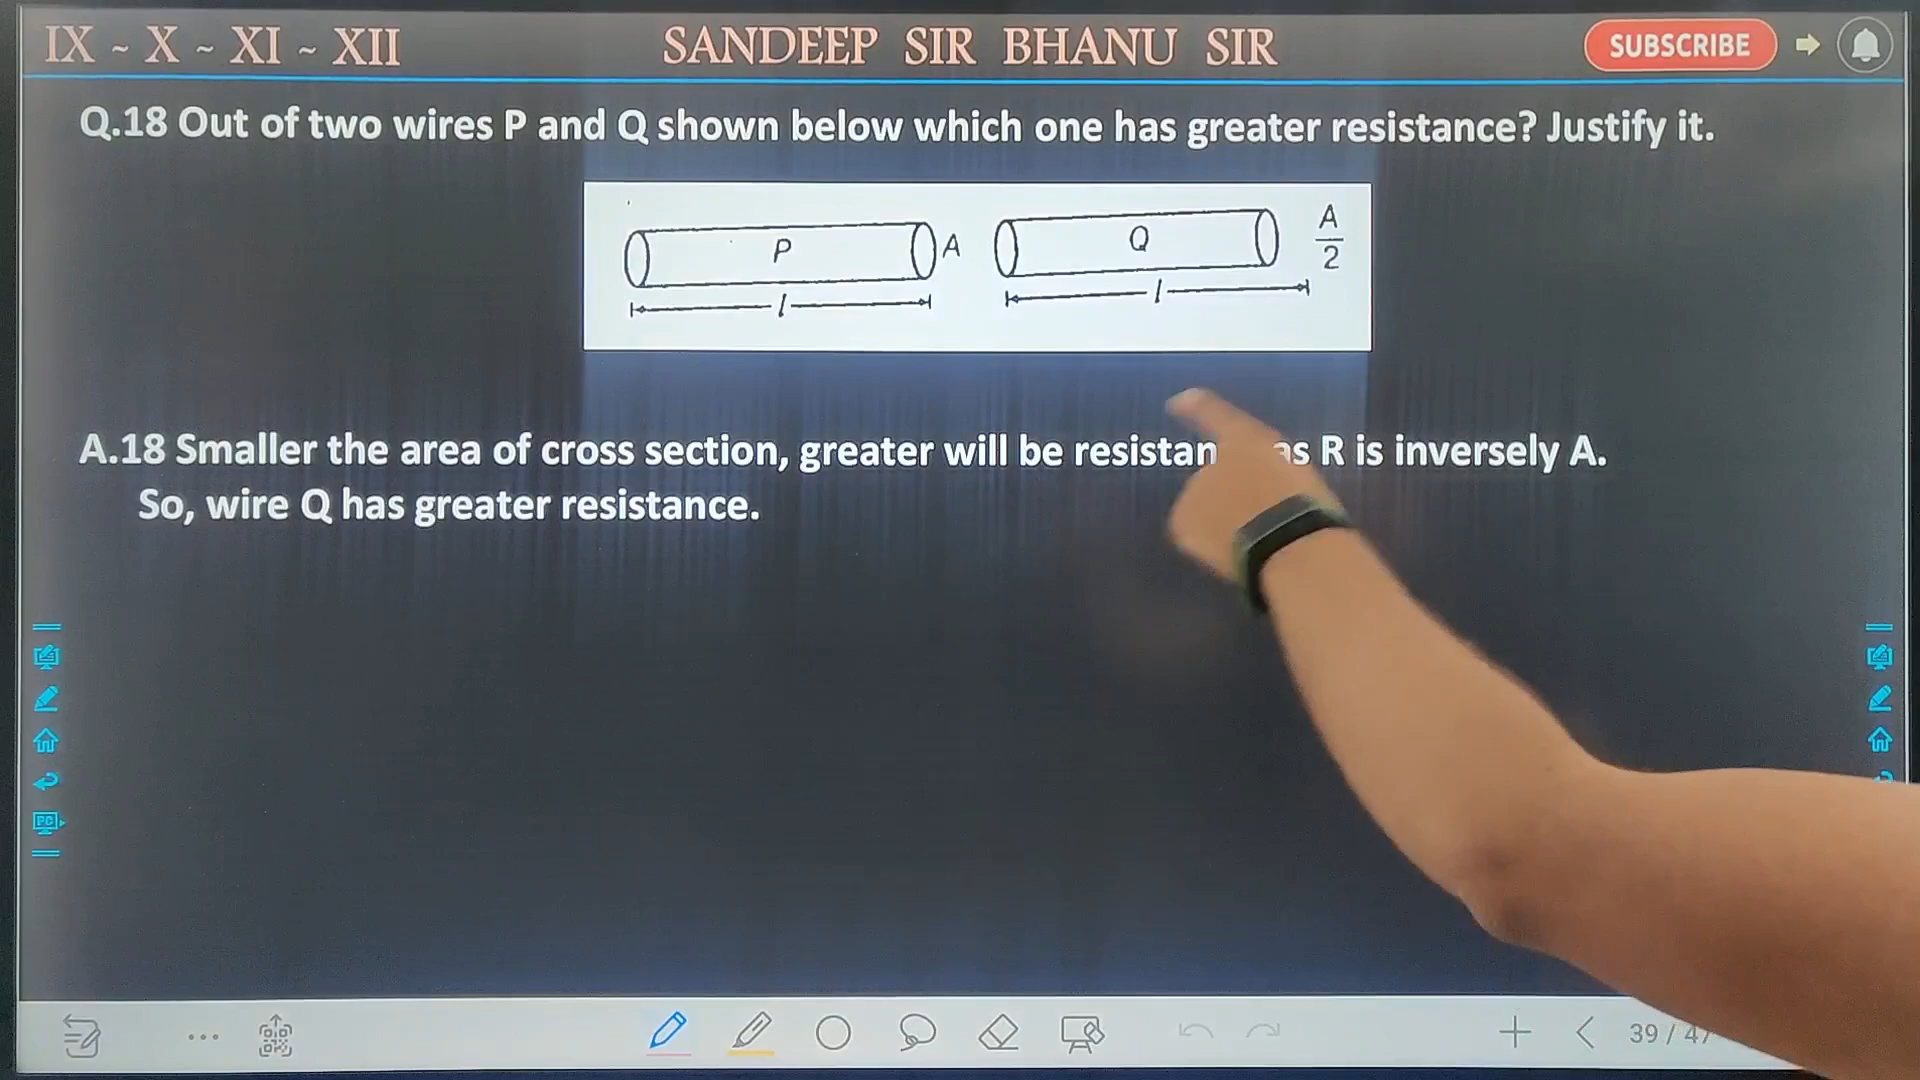 IX ~ X ~ XI ~ XII SANDEEP SIR BHANU SIR SUBSCRIBE
Q.18 Out of two wires P and Q shown below which one has greater resistance? Justify it.
P A Q A/2
l l
A.18 Smaller the area of cross section, greater will be resistan as R is inversely A.
So, wire Q has greater resistance.
PC
39 / 47